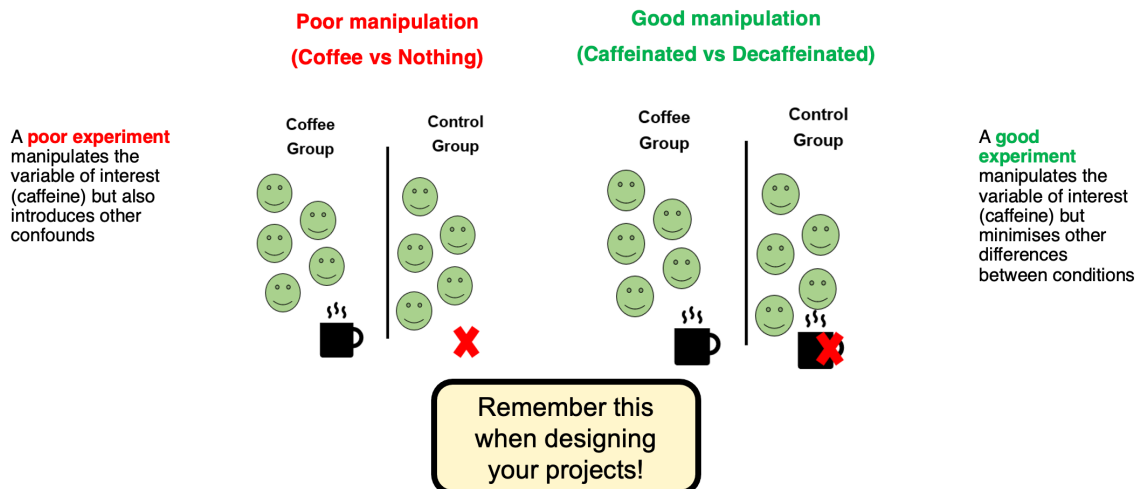 Poor manipulation
(Coffee vs Nothing)
Good manipulation
(Caffeinated vs Decaffeinated)
A poor experiment
manipulates the
variable of interest
(caffeine) but also
introduces other
confounds
Coffee
Group
Control
Group
Coffee
Group
Control
Group
A good
experiment
manipulates the
variable of interest
(caffeine) but
minimises other
differences
between conditions
Remember this
when designing
your projects!